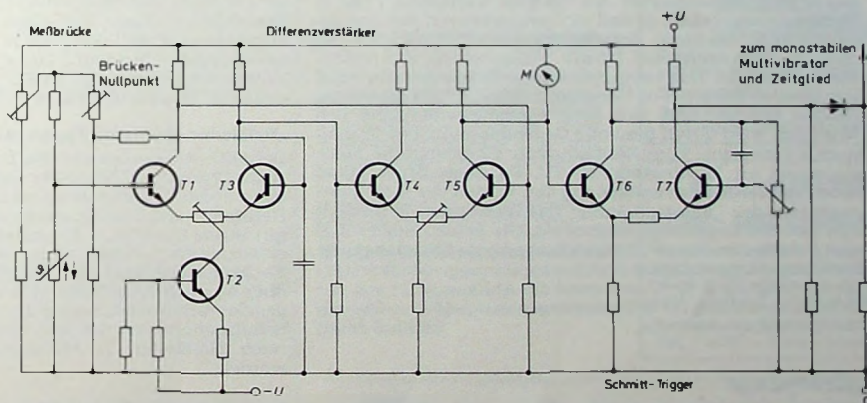 Meßbrücke
Differenzverstärker
+U
Brücken-
Nullpunkt
M
zum monostabilen
Multivibrator
und Zeitglied
T1
T3
T4
T5
T6
T7
ϑ
T2
-U
Schmitt-Trigger